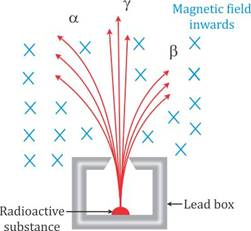 Magnetic field
inwards
α
γ
β
Radioactive
substance
Lead box